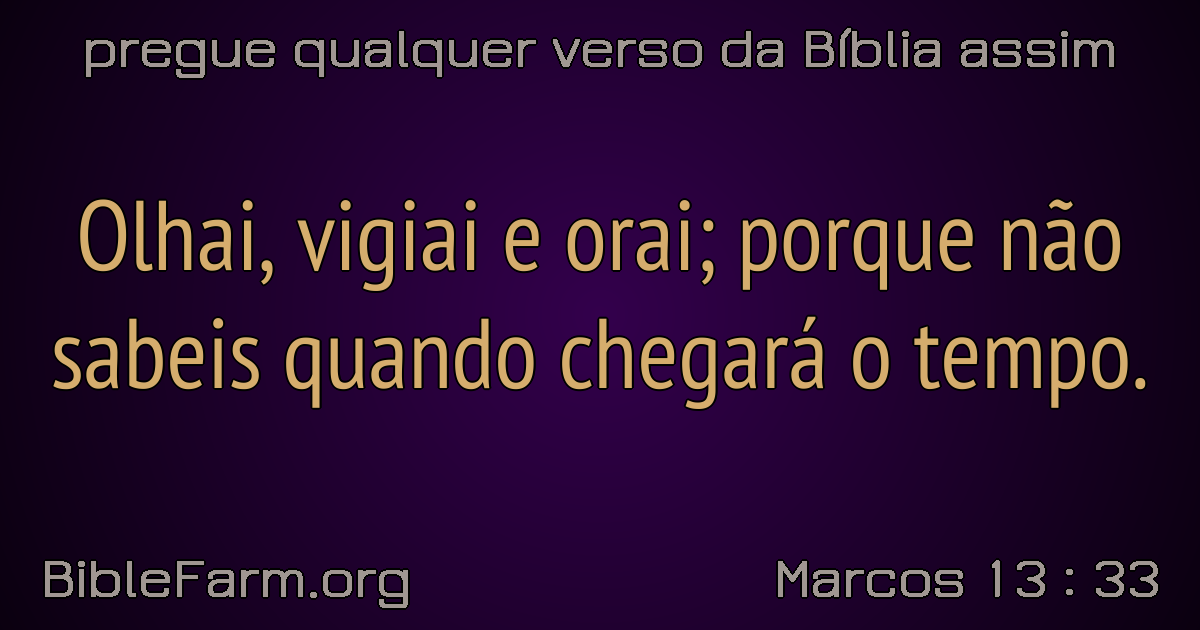 pregue qualquer verso da Bíblia assim
Olhai, vigiai e orai; porque não
sabeis quando chegará o tempo.
BibleFarm.org
Marcos 13 : 33